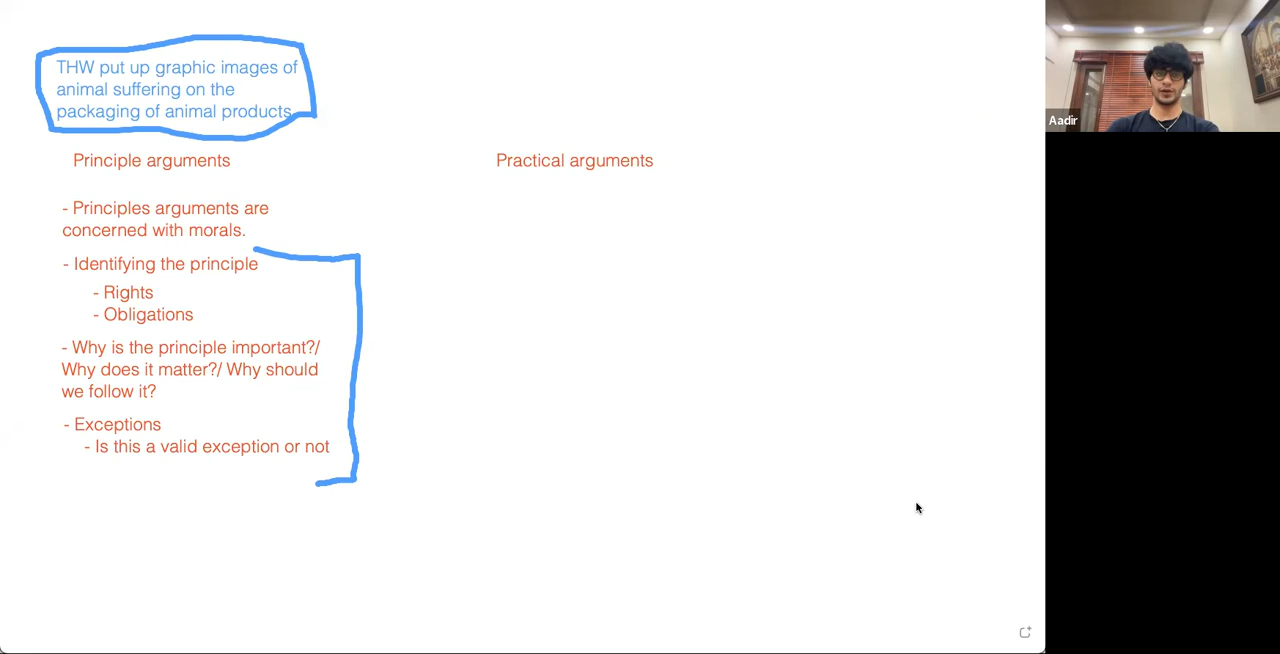 THW put up graphic images of
animal suffering on the
packaging of animal products
Principle arguments
- Principles arguments are
concerned with morals.
- Identifying the principle
- Rights
- Obligations
- Why is the principle important?/
Why does it matter?/ Why should
we follow it?
- Exceptions
- Is this a valid exception or not
Practical arguments
Aadir